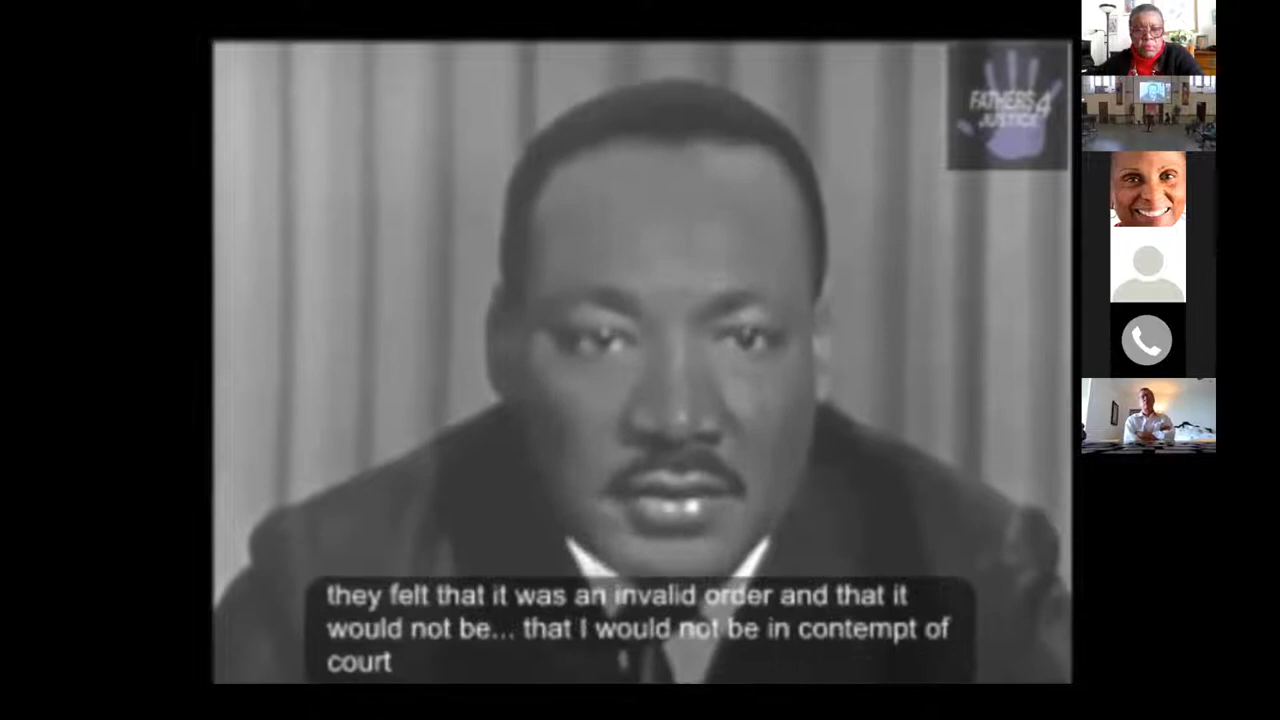 FATHERS 4
JUSTICE
they felt that it was an invalid order and that it
would not be... that I would not be in contempt of
court